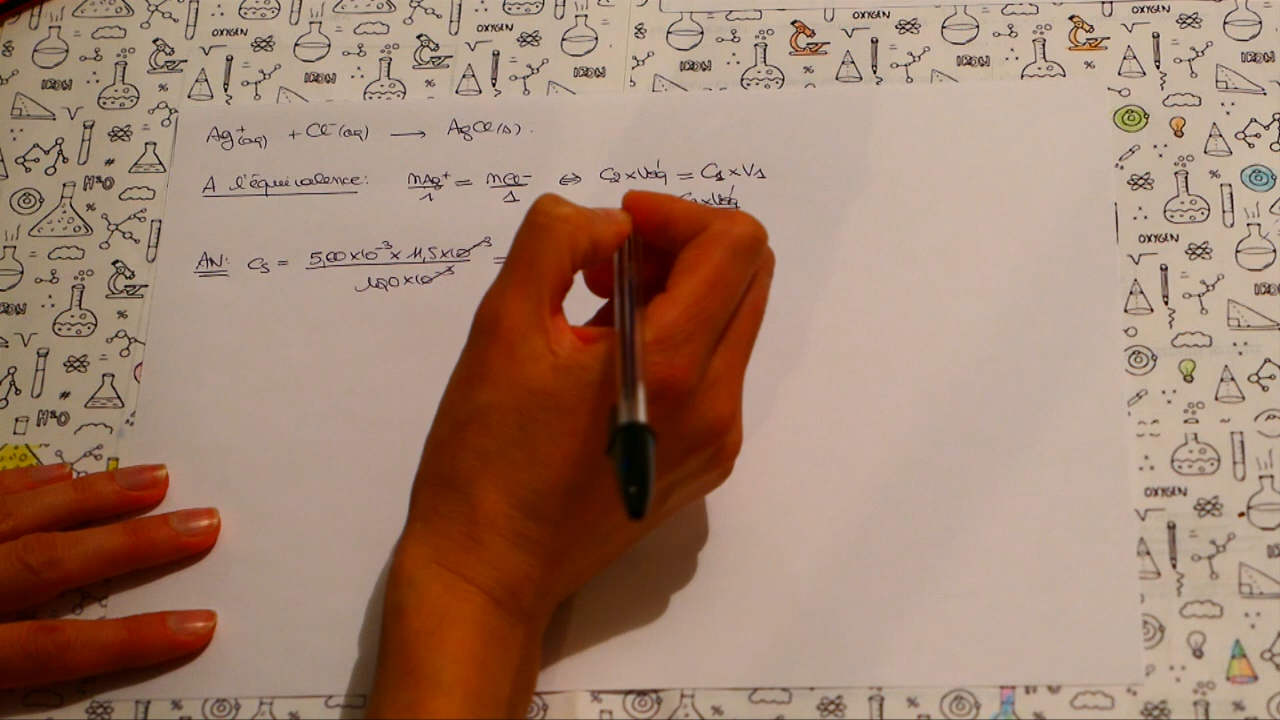 Ag⁺(aq) + Cl⁻(aq) → AgCl(s).
A l'équivalence: nAg⁺/1 = nCl⁻/1 ⇔ C2 × Véq = C1 × V1
AN: C1 = 5,00×10⁻³ × 11,5×10⁻³ / 10,0×10⁻³ =
OXYGEN
IRON
H²O